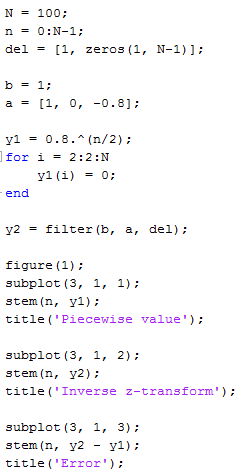 N = 100;
n = 0:N-1;
del = [1, zeros(1, N-1)];
b = 1;
a = [1, 0, -0.8];
y1 = 0.8.^(n/2);
for i = 2:2:N
y1(i) = 0;
end
y2 = filter(b, a, del);
figure(1);
subplot(3, 1, 1);
stem(n, y1);
title('Piecewise value');
subplot(3, 1, 2);
stem(n, y2);
title('Inverse z-transform');
subplot(3, 1, 3);
stem(n, y2 - y1);
title('Error');